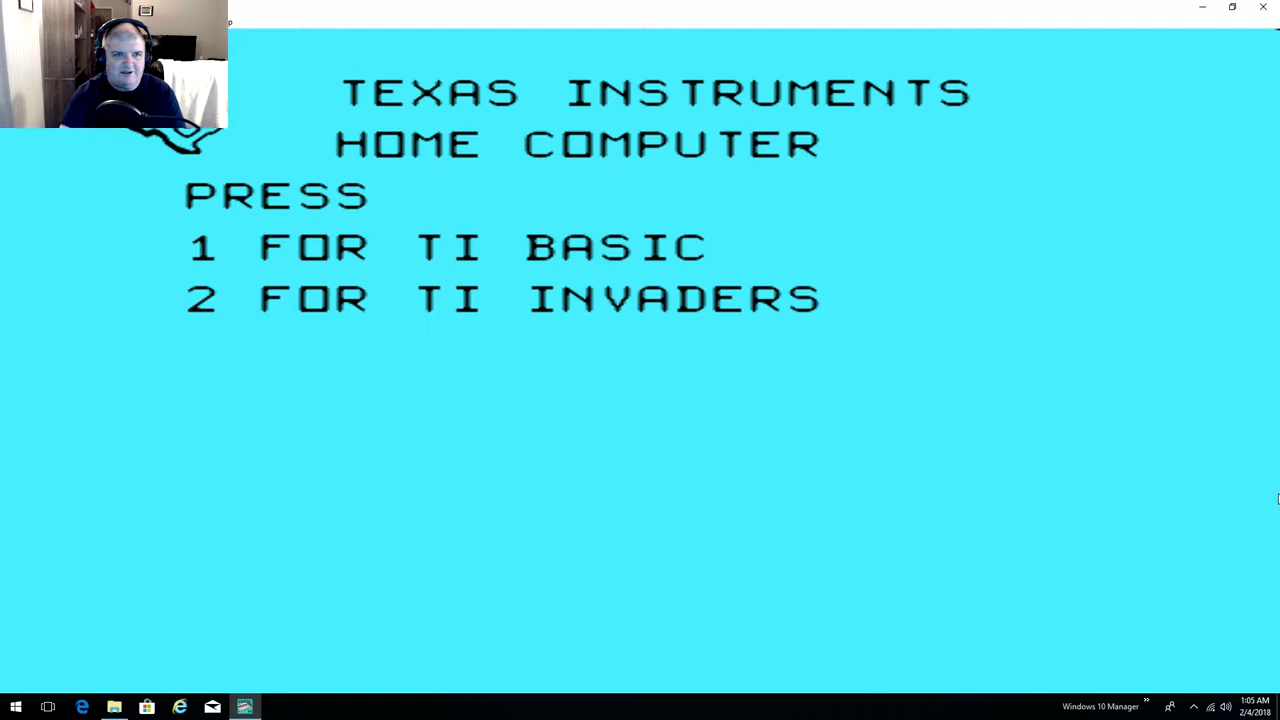 p
TEXAS INSTRUMENTS
HOME COMPUTER
PRESS
1 FOR TI BASIC
2 FOR TI INVADERS
Windows 10 Manager
1:05 AM
2/4/2018